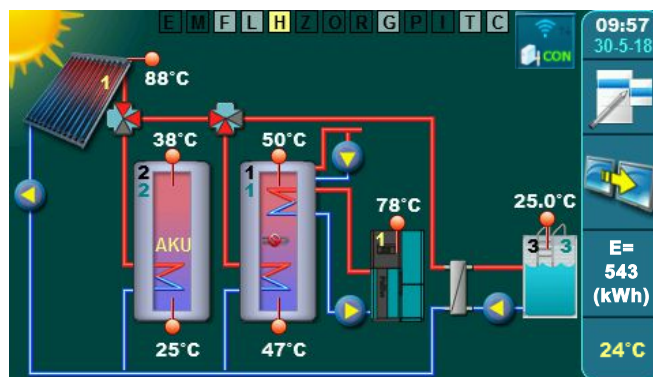 E M F L H Z O R G P I T C
CON
09:57
30-5-18
1
88°C
38°C
50°C
2
2
1
1
78°C
25.0°C
AKU
1
3 3
E=
543
(kWh)
25°C
47°C
24°C